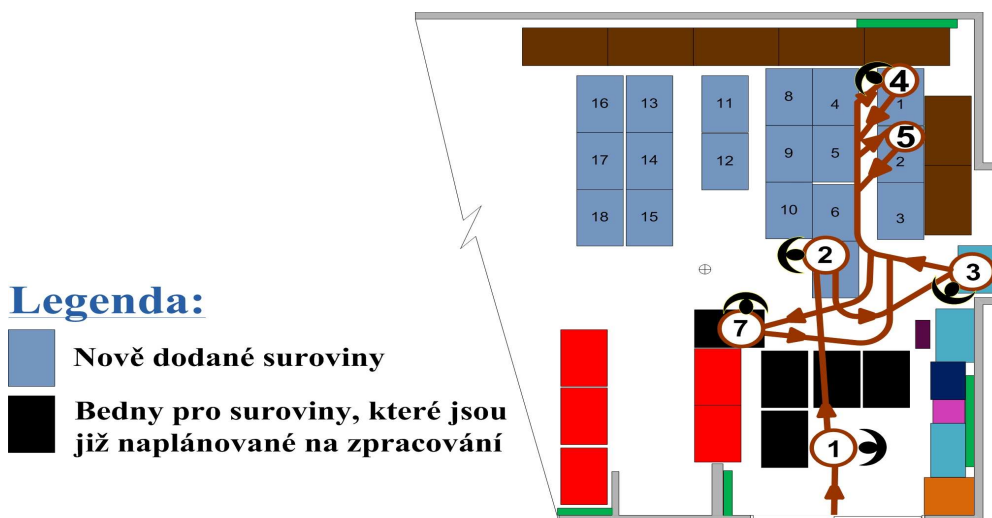 Legenda:
Nově dodané suroviny
Bedny pro suroviny, které jsou
již naplánované na zpracování
16 13 11 8 4 1 4
17 14 12 9 5 2 5
18 15 10 6 3
2 3
7
1